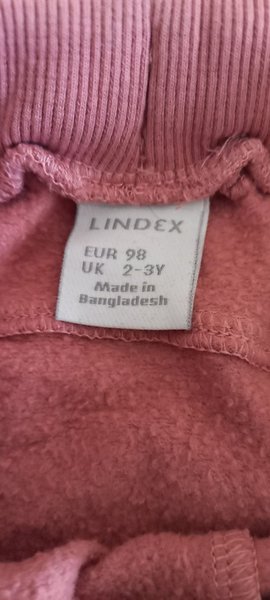 LINDEX
EUR 98
UK 2-3Y
Made in
Bangladesh